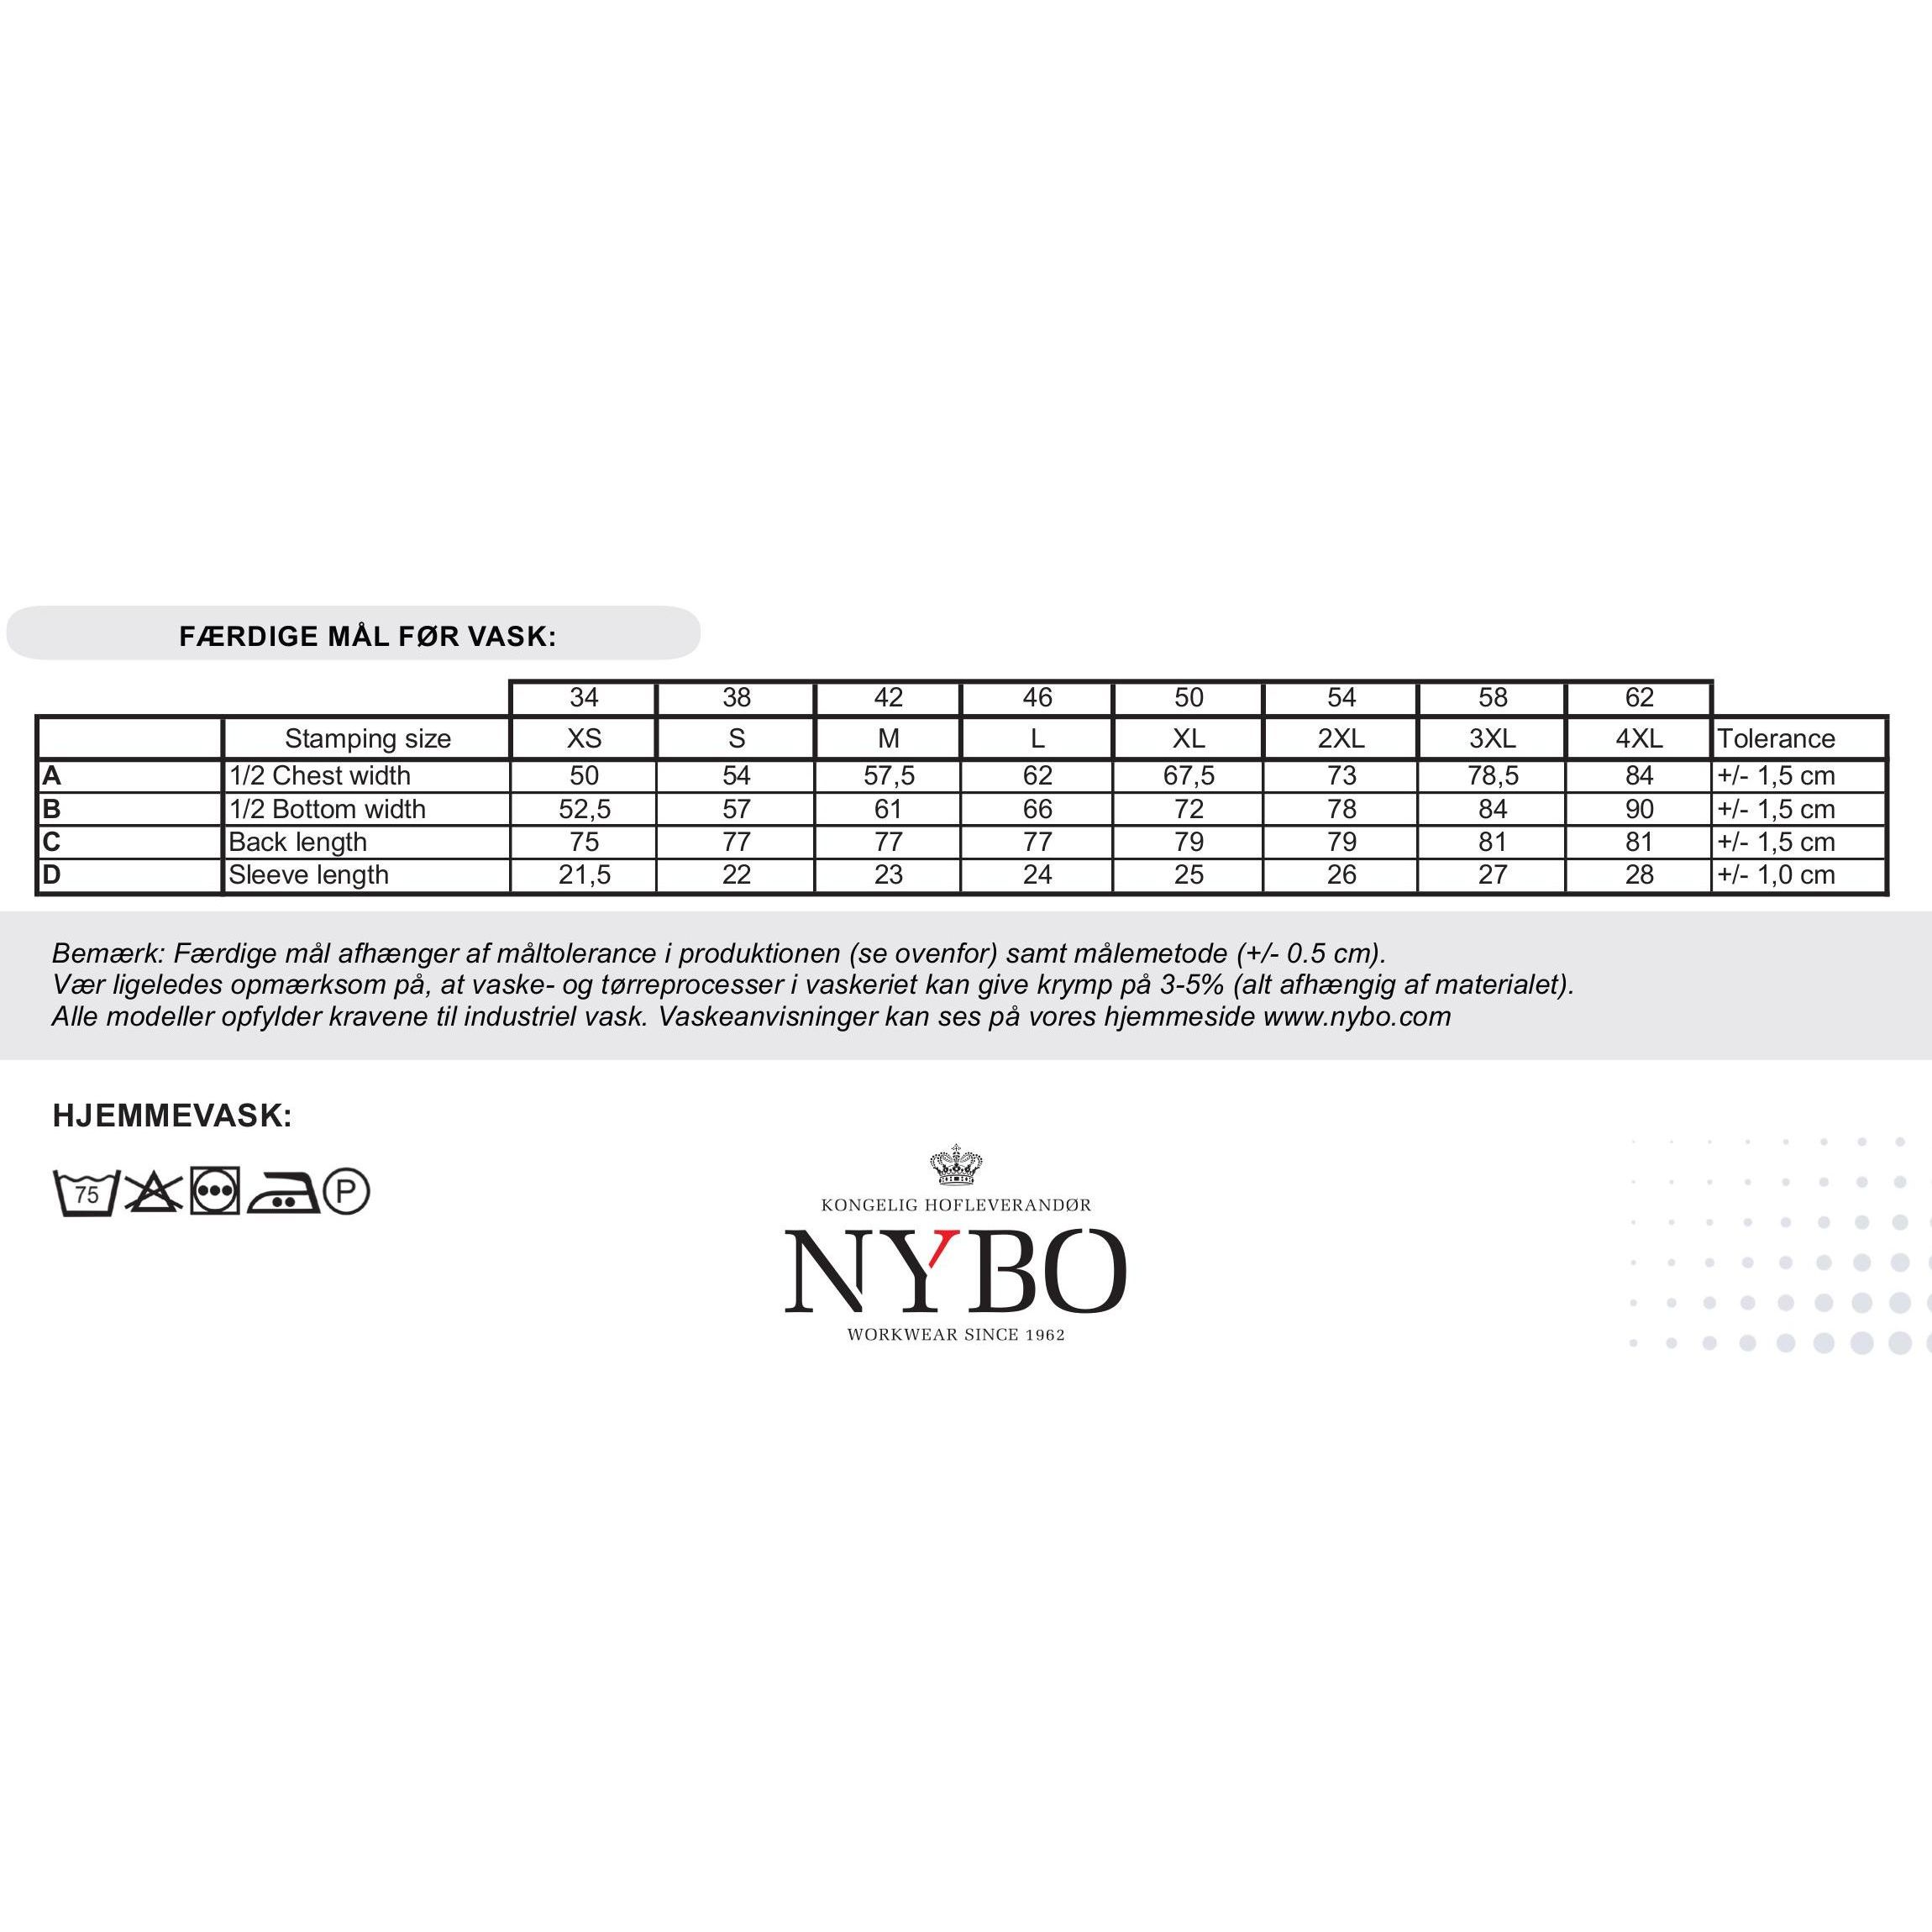 FÆRDIGE MÅL FØR VASK:
34 38 42 46 50 54 58 62
Stamping size XS S M L XL 2XL 3XL 4XL Tolerance
A 1/2 Chest width 50 54 57,5 62 67,5 73 78,5 84 +/- 1,5 cm
B 1/2 Bottom width 52,5 57 61 66 72 78 84 90 +/- 1,5 cm
C Back length 75 77 77 77 79 79 81 81 +/- 1,5 cm
D Sleeve length 21,5 22 23 24 25 26 27 28 +/- 1,0 cm
Bemærk: Færdige mål afhænger af måltolerance i produktionen (se ovenfor) samt målemetode (+/- 0.5 cm).
Vær ligeledes opmærksom på, at vaske- og tørreprocesser i vaskeriet kan give krymp på 3-5% (alt afhængig af materialet).
Alle modeller opfylder kravene til industriel vask. Vaskeanvisninger kan ses på vores hjemmeside www.nybo.com
HJEMMEVASK:
75 P
KONGELIG HOFLEVERANDØR
NYBO
WORKWEAR SINCE 1962